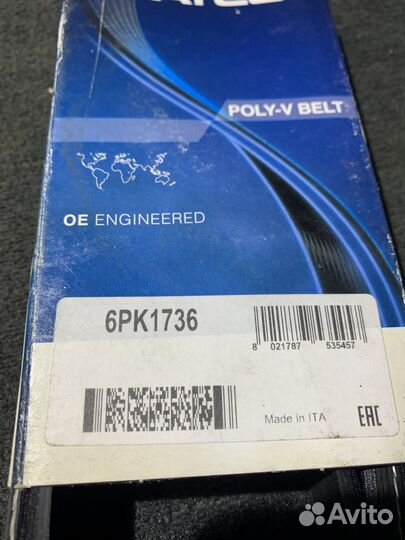 POLY-V BELT
OE ENGINEERED
6PK1736
8 021787 535457
Made in ITA
EAC
Avito